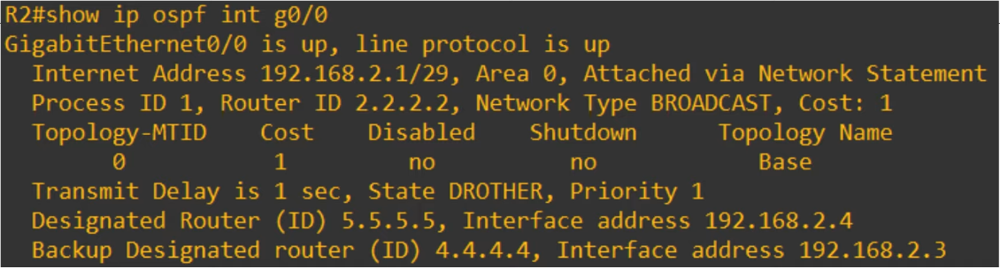 R2#show ip ospf int g0/0
GigabitEthernet0/0 is up, line protocol is up
Internet Address 192.168.2.1/29, Area 0, Attached via Network Statement
Process ID 1, Router ID 2.2.2.2, Network Type BROADCAST, Cost: 1
Topology-MTID Cost Disabled Shutdown Topology Name
0 1 no no Base
Transmit Delay is 1 sec, State DROTHER, Priority 1
Designated Router (ID) 5.5.5.5, Interface address 192.168.2.4
Backup Designated router (ID) 4.4.4.4, Interface address 192.168.2.3